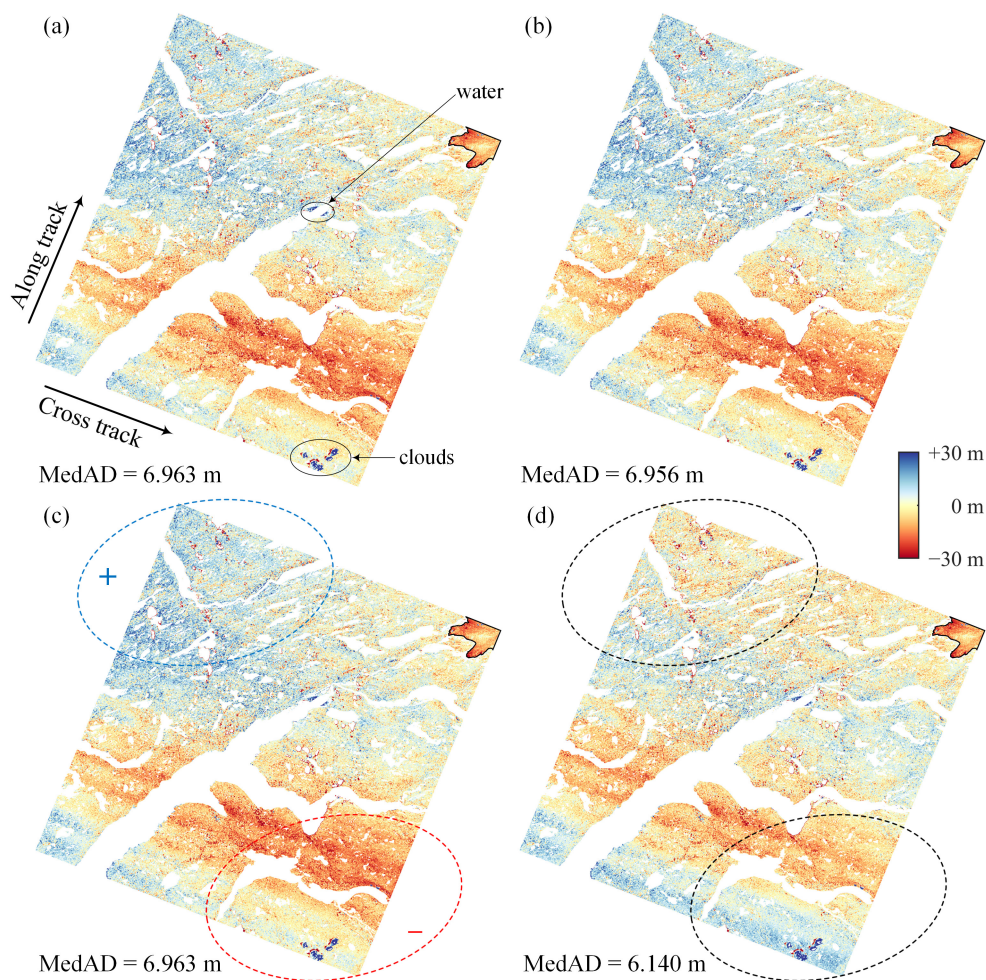 (a)
(b)
water
Along track
Cross track
clouds
MedAD = 6.963 m
MedAD = 6.956 m
+30 m
0 m
−30 m
(c)
(d)
+
−
MedAD = 6.963 m
MedAD = 6.140 m